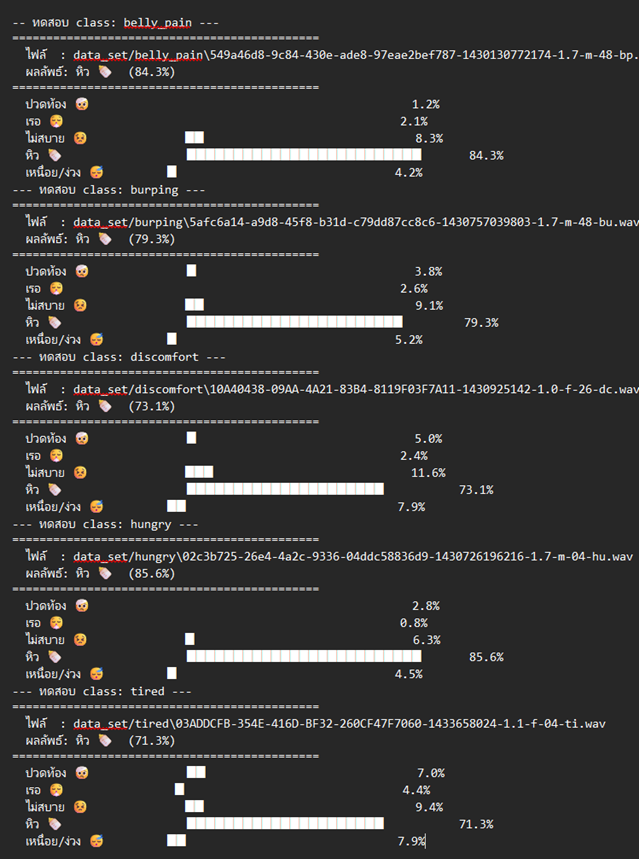 -- ทดสอบ class: belly_pain ---
============================================
ไฟล์ : data_set/belly_pain\549a46d8-9c84-430e-ade8-97eae2bef787-1430130772174-1.7-m-48-bp.
ผลลัพธ์: หิว 🍼 (84.3%)
============================================
ปวดท้อง 🤕 1.2%
เรอ 😮‍💨 2.1%
ไม่สบาย 😣 ██ 8.3%
หิว 🍼 █████████████████████████ 84.3%
เหนื่อย/ง่วง 😴 █ 4.2%
--- ทดสอบ class: burping ---
============================================
ไฟล์ : data_set/burping\5afc6a14-a9d8-45f8-b31d-c79dd87cc8c6-1430757039803-1.7-m-48-bu.wav
ผลลัพธ์: หิว 🍼 (79.3%)
============================================
ปวดท้อง 🤕 █ 3.8%
เรอ 😮‍💨 2.6%
ไม่สบาย 😣 ██ 9.1%
หิว 🍼 ███████████████████████ 79.3%
เหนื่อย/ง่วง 😴 █ 5.2%
--- ทดสอบ class: discomfort ---
============================================
ไฟล์ : data_set/discomfort\10A40438-09AA-4A21-83B4-8119F03F7A11-1430925142-1.0-f-26-dc.wav
ผลลัพธ์: หิว 🍼 (73.1%)
============================================
ปวดท้อง 🤕 █ 5.0%
เรอ 😮‍💨 2.4%
ไม่สบาย 😣 ███ 11.6%
หิว 🍼 █████████████████████ 73.1%
เหนื่อย/ง่วง 😴 ██ 7.9%
--- ทดสอบ class: hungry ---
============================================
ไฟล์ : data_set/hungry\02c3b725-26e4-4a2c-9336-04ddc58836d9-1430726196216-1.7-m-04-hu.wav
ผลลัพธ์: หิว 🍼 (85.6%)
============================================
ปวดท้อง 🤕 2.8%
เรอ 😮‍💨 0.8%
ไม่สบาย 😣 █ 6.3%
หิว 🍼 █████████████████████████ 85.6%
เหนื่อย/ง่วง 😴 █ 4.5%
--- ทดสอบ class: tired ---
============================================
ไฟล์ : data_set/tired\03ADDCFB-354E-416D-BF32-260CF47F7060-1433658024-1.1-f-04-ti.wav
ผลลัพธ์: หิว 🍼 (71.3%)
============================================
ปวดท้อง 🤕 ██ 7.0%
เรอ 😮‍💨 █ 4.4%
ไม่สบาย 😣 ██ 9.4%
หิว 🍼 █████████████████████ 71.3%
เหนื่อย/ง่วง 😴 ██ 7.9%